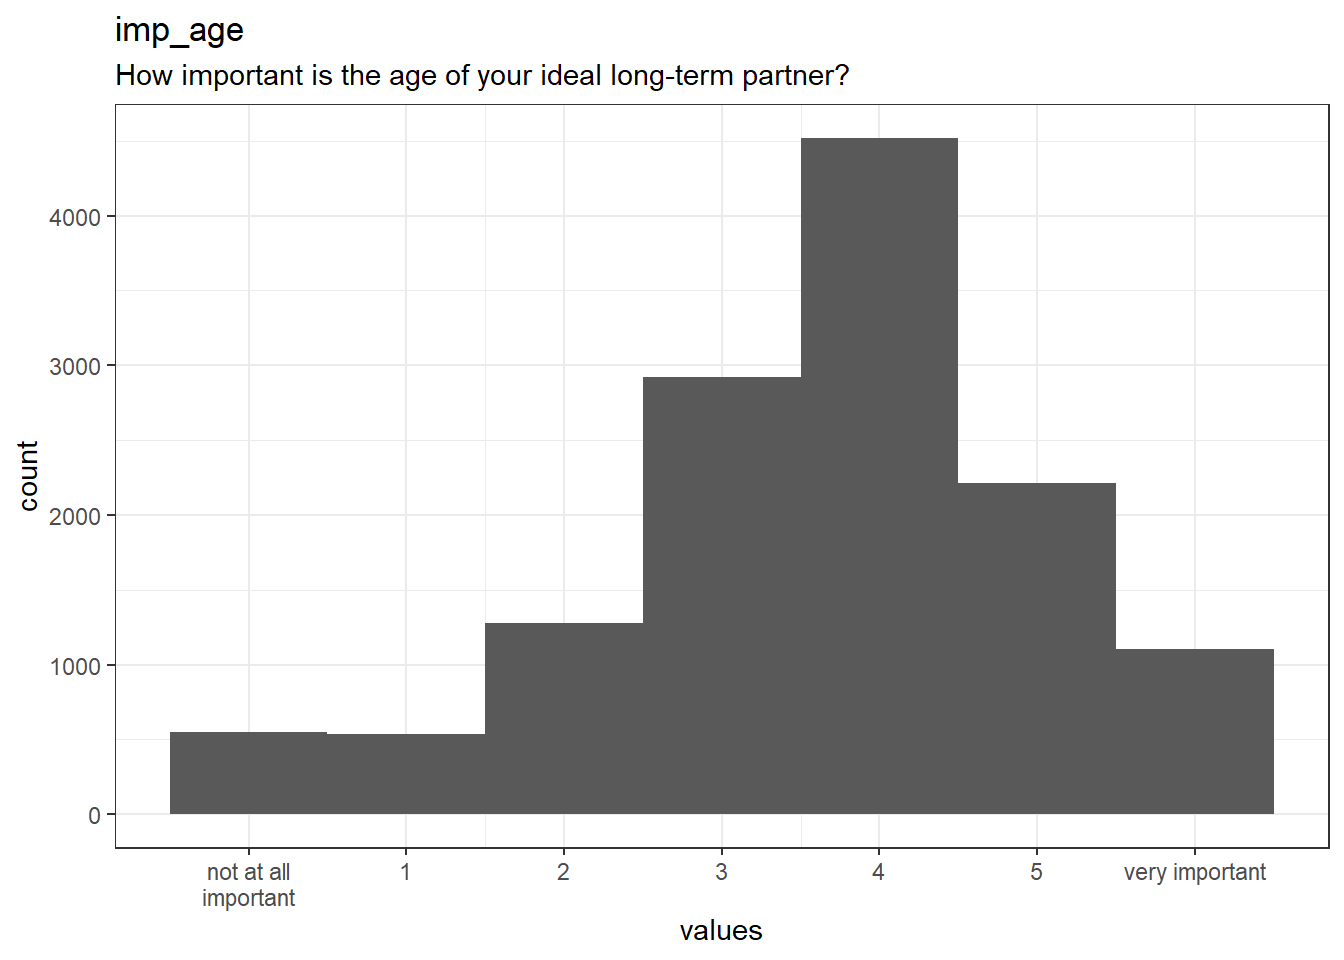 imp_age
How important is the age of your ideal long-term partner?
4000
3000
2000
1000
0
count
not at all
important
1
2
3
4
5
very important
values